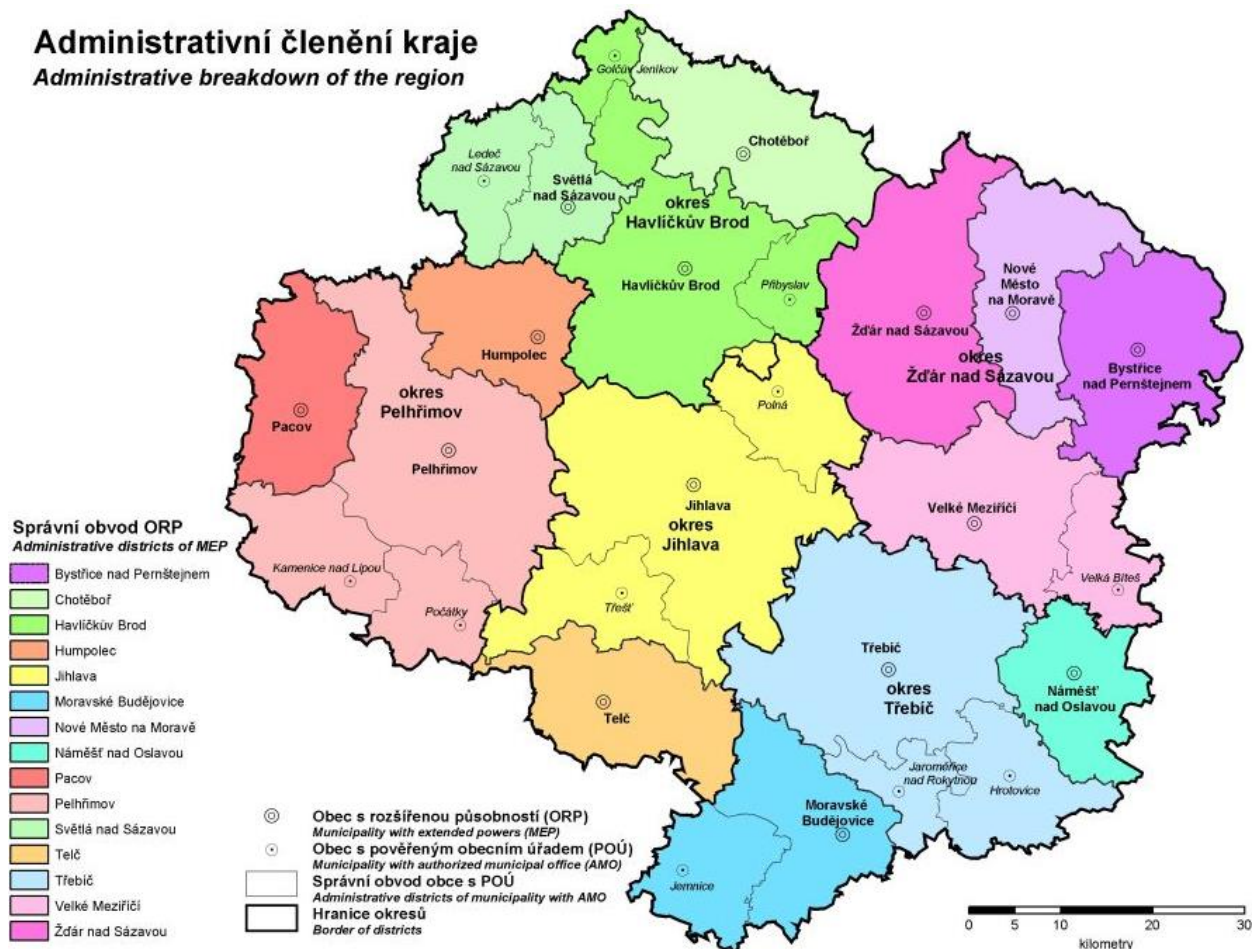 Administrativní členění kraje
Administrative breakdown of the region
Golčův Jeníkov
Chotěboř
Ledeč
nad Sázavou
Světlá
nad Sázavou
okres
Havlíčkův Brod
Havlíčkův Brod
Přibyslav
Nové
Město
na Moravě
Žďár nad Sázavou
okres
Žďár nad Sázavou
Bystřice
nad Pernštejnem
Humpolec
okres
Pelhřimov
Pacov
Pelhřimov
Polná
Jihlava
okres
Jihlava
Velké Meziříčí
Velká Bíteš
Kamenice nad Lipou
Počátky
Třešť
Telč
Třebíč
okres
Třebíč
Náměšť
nad Oslavou
Jaroměřice
nad Rokytnou
Hrotovice
Moravské
Budějovice
Jemnice
Správní obvod ORP
Administrative districts of MEP
Bystřice nad Pernštejnem
Chotěboř
Havlíčkův Brod
Humpolec
Jihlava
Moravské Budějovice
Nové Město na Moravě
Náměšť nad Oslavou
Pacov
Pelhřimov
Světlá nad Sázavou
Telč
Třebíč
Velké Meziříčí
Žďár nad Sázavou
Obec s rozšířenou působností (ORP)
Municipality with extended powers (MEP)
Obec s pověřeným obecním úřadem (POÚ)
Municipality with authorized municipal office (AMO)
Správní obvod obce s POÚ
Administrative districts of municipality with AMO
Hranice okresů
Border of districts
0 5 10 20 30
kilometry